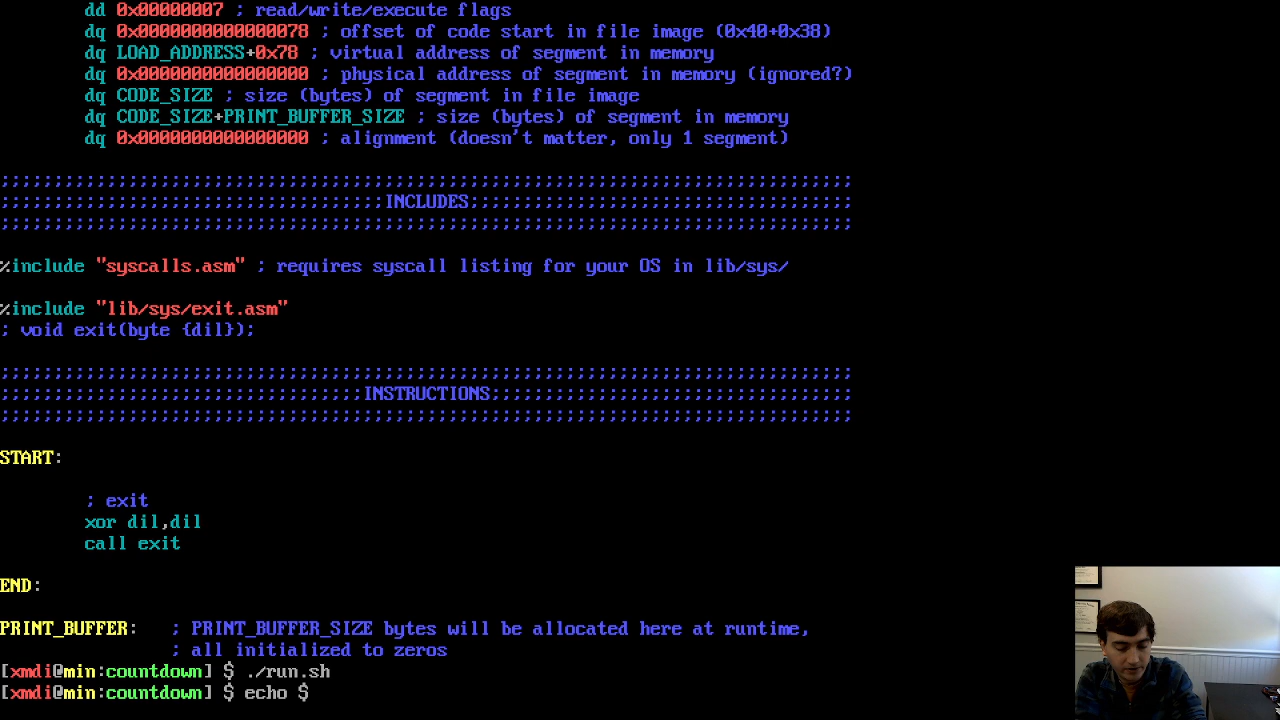 dd 0x00000007 ; read/write/execute flags
dq 0x0000000000000078 ; offset of code start in file image (0x40+0x38)
dq LOAD_ADDRESS+0x78 ; virtual address of segment in memory
dq 0x0000000000000000 ; physical address of segment in memory (ignored?)
dq CODE_SIZE ; size (bytes) of segment in file image
dq CODE_SIZE+PRINT_BUFFER_SIZE ; size (bytes) of segment in memory
dq 0x0000000000000000 ; alignment (doesn't matter, only 1 segment)
;;;;;;;;;;;;;;;;;;;;;;;;;;;;;;;;;;;;;;;;;;;;;;;;;;;;;;;;;;;;;;;;;;;;;;;;;;;;;;;;
;;;;;;;;;;;;;;;;;;;;;;;;;;;;;;;;;;;;INCLUDES;;;;;;;;;;;;;;;;;;;;;;;;;;;;;;;;;;;;
;;;;;;;;;;;;;;;;;;;;;;;;;;;;;;;;;;;;;;;;;;;;;;;;;;;;;;;;;;;;;;;;;;;;;;;;;;;;;;;;
%include "syscalls.asm" ; requires syscall listing for your OS in lib/sys/
%include "lib/sys/exit.asm"
; void exit(byte {dil});
;;;;;;;;;;;;;;;;;;;;;;;;;;;;;;;;;;;;;;;;;;;;;;;;;;;;;;;;;;;;;;;;;;;;;;;;;;;;;;;;
;;;;;;;;;;;;;;;;;;;;;;;;;;;;;;;;;;INSTRUCTIONS;;;;;;;;;;;;;;;;;;;;;;;;;;;;;;;;;;
;;;;;;;;;;;;;;;;;;;;;;;;;;;;;;;;;;;;;;;;;;;;;;;;;;;;;;;;;;;;;;;;;;;;;;;;;;;;;;;;
START:
; exit
xor dil,dil
call exit
END:
PRINT_BUFFER: ; PRINT_BUFFER_SIZE bytes will be allocated here at runtime,
; all initialized to zeros
[xmdi@min:countdown] $ ./run.sh
[xmdi@min:countdown] $ echo $